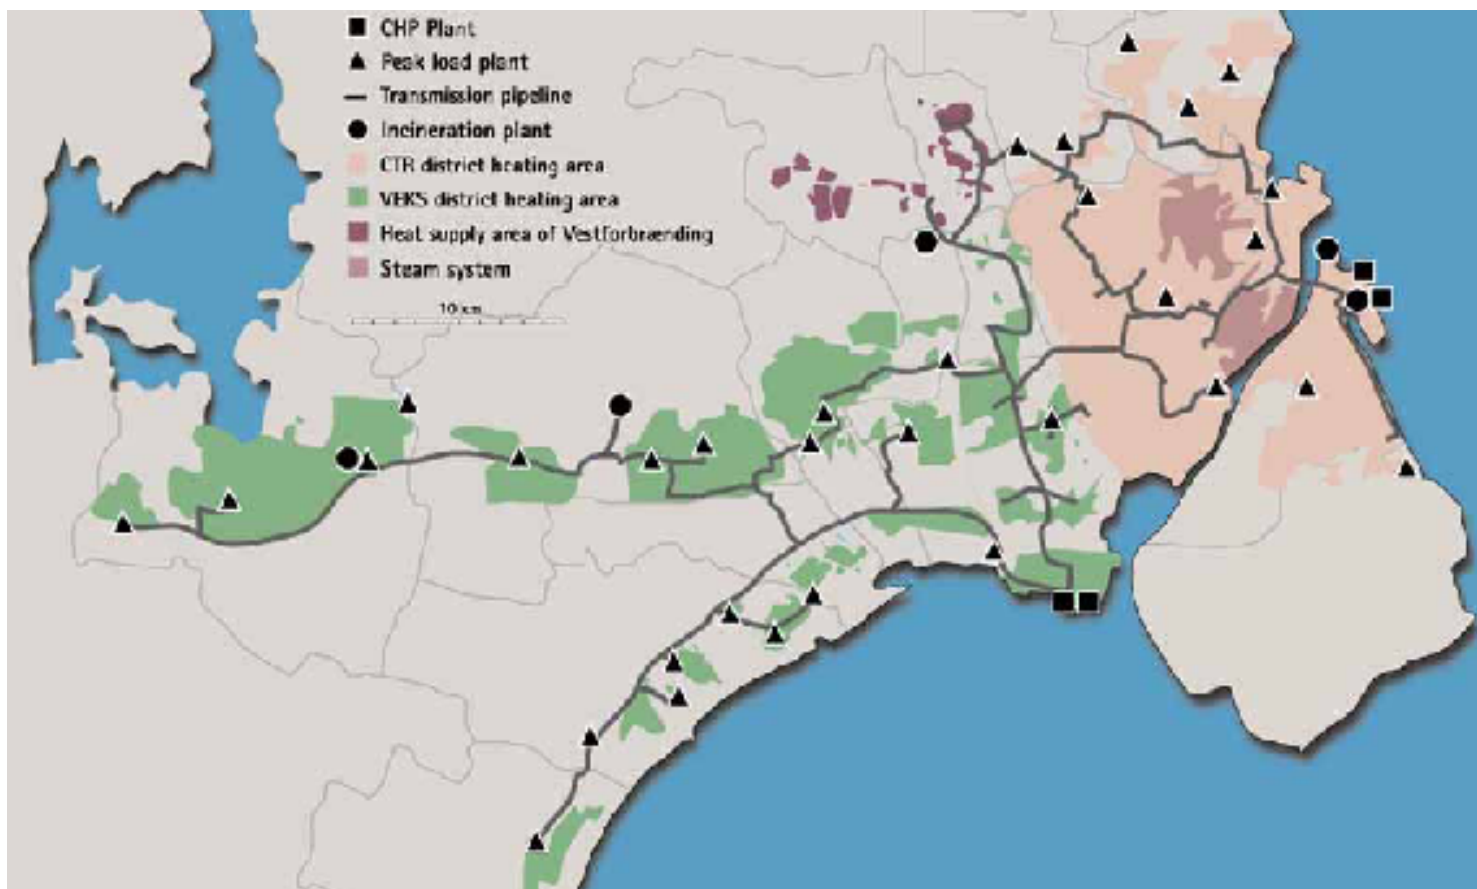 CHP Plant
Peak load plant
Transmission pipeline
Incineration plant
CTR district heating area
VEKS district heating area
Heat supply area of Vestforbrænding
Steam system
10 km